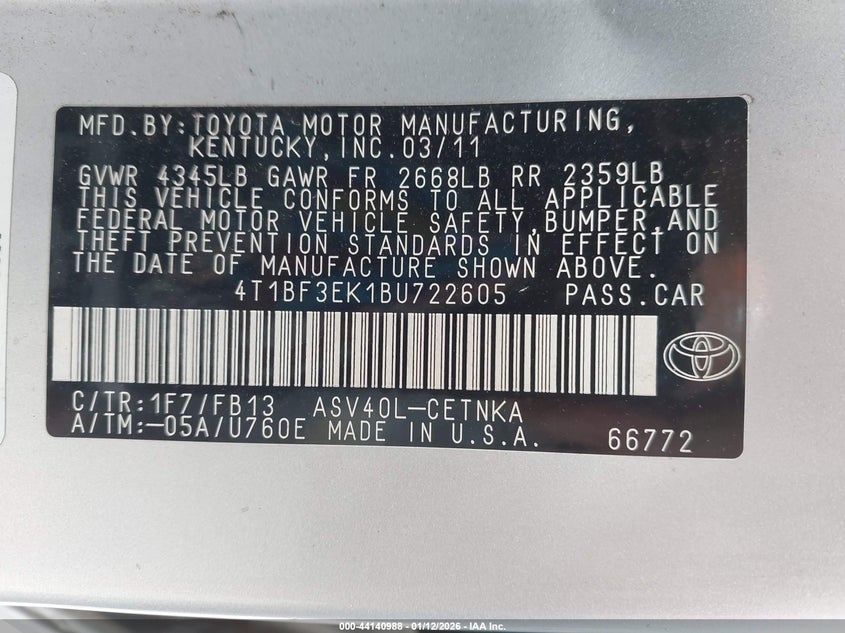 MFD.BY:TOYOTA MOTOR MANUFACTURING,
KENTUCKY,INC.03/11
GVWR 4345LB GAWR FR 2668LB RR 2359LB
THIS VEHICLE CONFORMS TO ALL APPLICABLE
FEDERAL MOTOR VEHICLE SAFETY,BUMPER,AND
THEFT PREVENTION STANDARDS IN EFFECT ON
THE DATE OF MANUFACTURE SHOWN ABOVE.
4T1BF3EK1BU722605 PASS.CAR
C/TR:1F7/FB13 ASV40L-CETNKA
A/TM:-05A/U760E MADE IN U.S.A. 66772
000-44140988 - 01/12/2026 - IAA Inc.